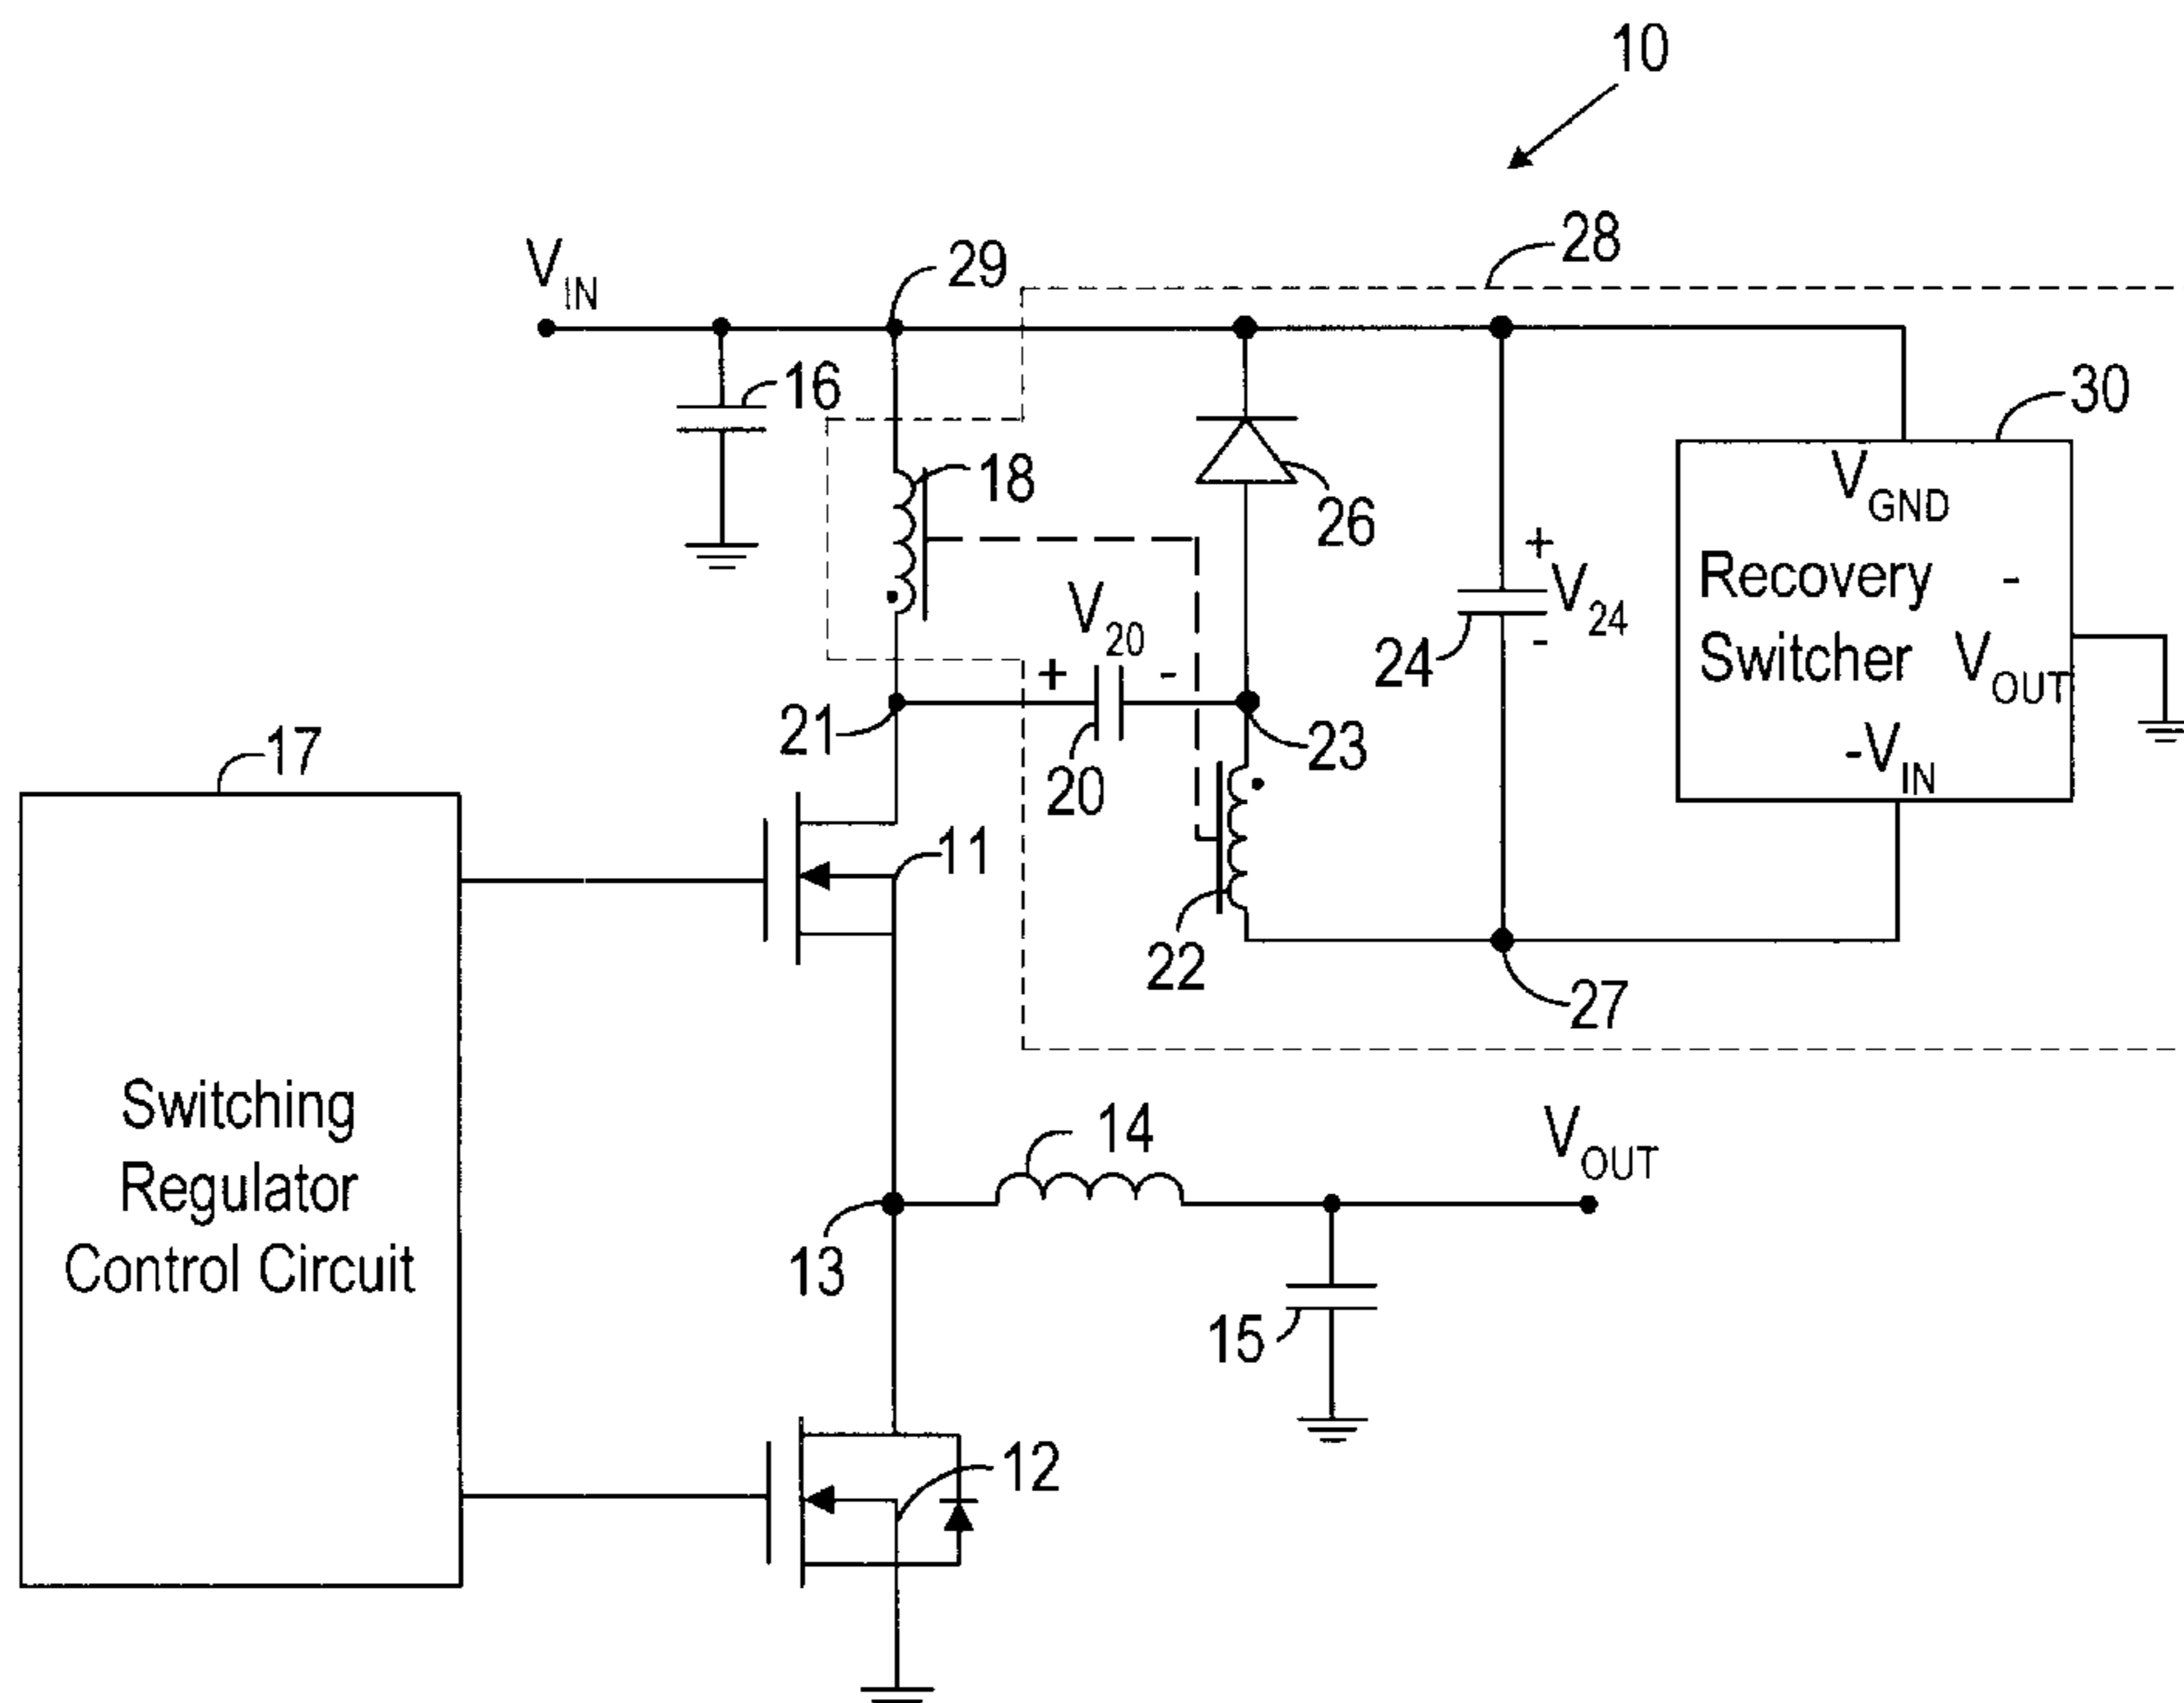 10
V_IN
29
28
16
18
26
30
V_GND
Recovery -
Switcher V_OUT
-V_IN
+
V_24
-
24
V_20
+ -
21
20
23
17
11
22
27
Switching
Regulator
Control Circuit
14
V_OUT
13
15
12